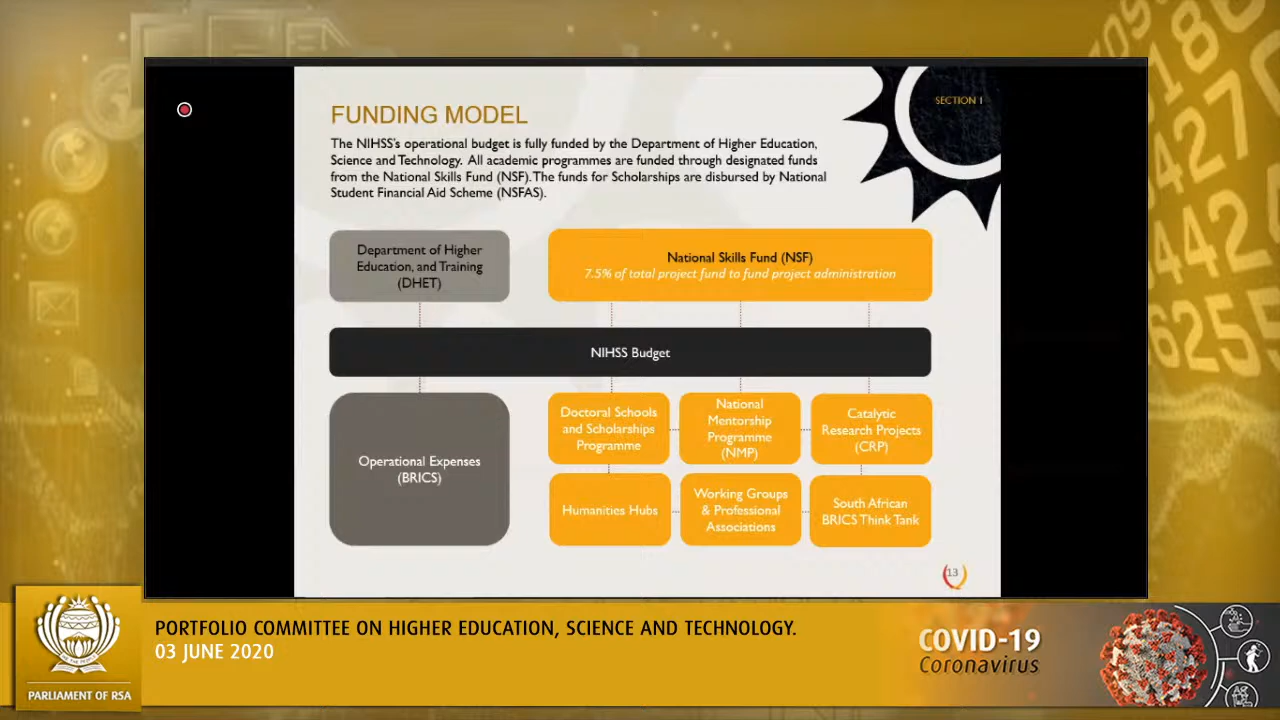 SECTION 1
FUNDING MODEL
The NIHSS's operational budget is fully funded by the Department of Higher Education,
Science and Technology. All academic programmes are funded through designated funds
from the National Skills Fund (NSF). The funds for Scholarships are disbursed by National
Student Financial Aid Scheme (NSFAS).
Department of Higher
Education, and Training
(DHET)
National Skills Fund (NSF)
7.5% of total project fund to fund project administration
NIHSS Budget
Operational Expenses
(BRICS)
Doctoral Schools
and Scholarships
Programme
National
Mentorship
Programme
(NMP)
Catalytic
Research Projects
(CRP)
Humanities Hubs
Working Groups
& Professional
Associations
South African
BRICS Think Tank
13
PARLIAMENT OF RSA
PORTFOLIO COMMITTEE ON HIGHER EDUCATION, SCIENCE AND TECHNOLOGY.
03 JUNE 2020
COVID-19
Coronavirus